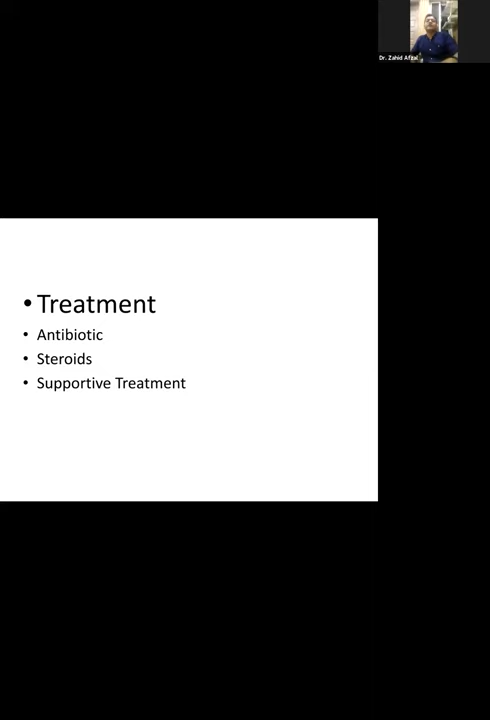 Dr. Zahid Afzal
• Treatment
• Antibiotic
• Steroids
• Supportive Treatment